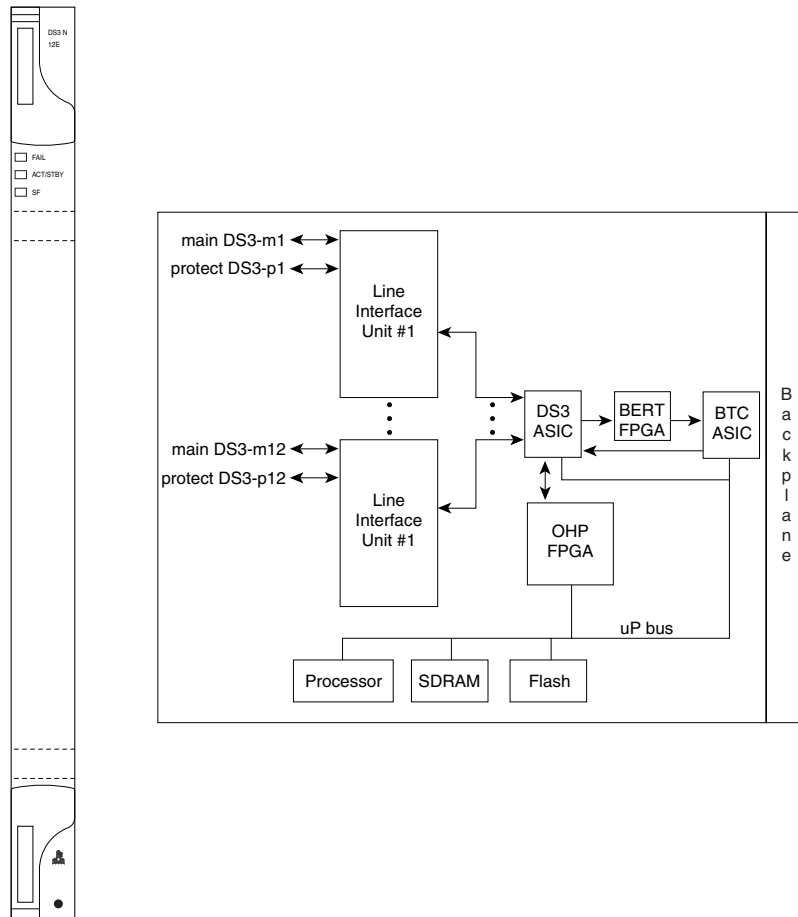 DS3 N
12E
FAIL
ACT/STBY
SF
main DS3-m1
protect DS3-p1
Line
Interface
Unit #1
main DS3-m12
protect DS3-p12
Line
Interface
Unit #1
DS3
ASIC
BERT
FPGA
BTC
ASIC
OHP
FPGA
uP bus
Processor
SDRAM
Flash
Backplane